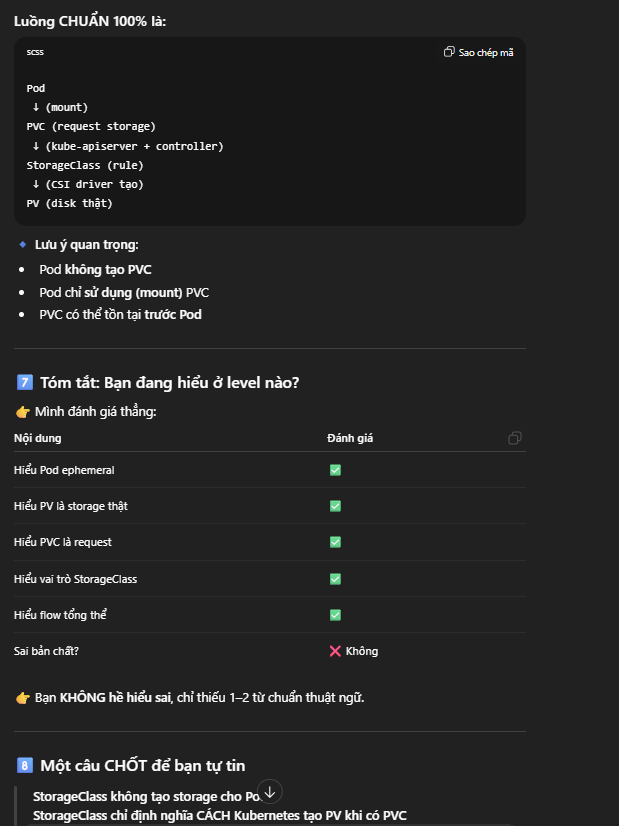 Luồng CHUẨN 100% là:
scss
Sao chép mã
Pod
↓ (mount)
PVC (request storage)
↓ (kube-apiserver + controller)
StorageClass (rule)
↓ (CSI driver tạo)
PV (disk thật)
🔹 Lưu ý quan trọng:
• Pod không tạo PVC
• Pod chỉ sử dụng (mount) PVC
• PVC có thể tồn tại trước Pod
7️⃣ Tóm tắt: Bạn đang hiểu ở level nào?
👉 Mình đánh giá thẳng:
Nội dung Đánh giá
Hiểu Pod ephemeral ✅
Hiểu PV là storage thật ✅
Hiểu PVC là request ✅
Hiểu vai trò StorageClass ✅
Hiểu flow tổng thể ✅
Sai bản chất? ❌ Không
👉 Bạn KHÔNG hề hiểu sai, chỉ thiếu 1–2 từ chuẩn thuật ngữ.
8️⃣ Một câu CHỐT để bạn tự tin
StorageClass không tạo storage cho
StorageClass chỉ định nghĩa CÁCH Kubernetes tạo PV khi có PVC